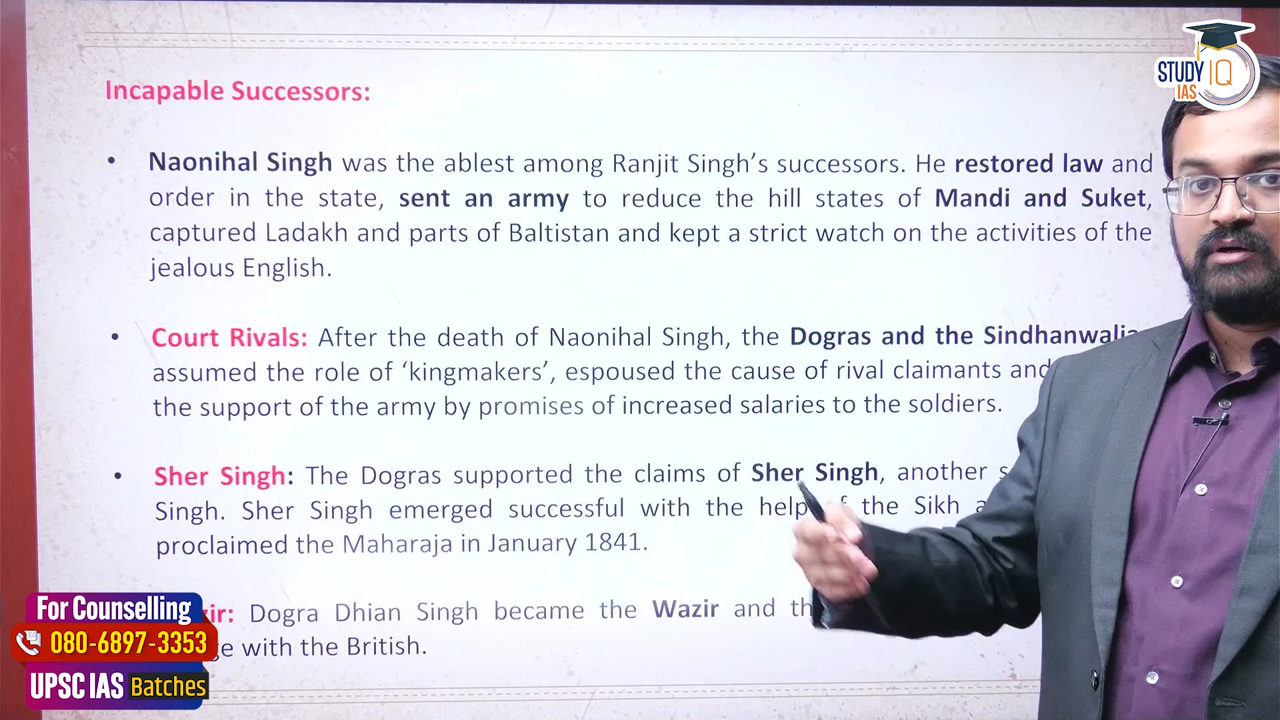 STUDY IQ
IAS
Incapable Successors:
• Naonihal Singh was the ablest among Ranjit Singh's successors. He restored law and
order in the state, sent an army to reduce the hill states of Mandi and Suket,
captured Ladakh and parts of Baltistan and kept a strict watch on the activities of the
jealous English.
• Court Rivals: After the death of Naonihal Singh, the Dogras and the
assumed the role of 'kingmakers', espoused the cause of rival claimants and
the support of the army by promises of increased salaries to the soldiers.
• Sher Singh: The Dogras supported the claims of Sher Singh, another
Singh. Sher Singh emerged successful with the help of the Sikh
proclaimed the Maharaja in January 1841.
Dogra Dhian Singh became the Wazir and
with the British.
For Counselling
080-6897-3353
UPSC IAS Batches